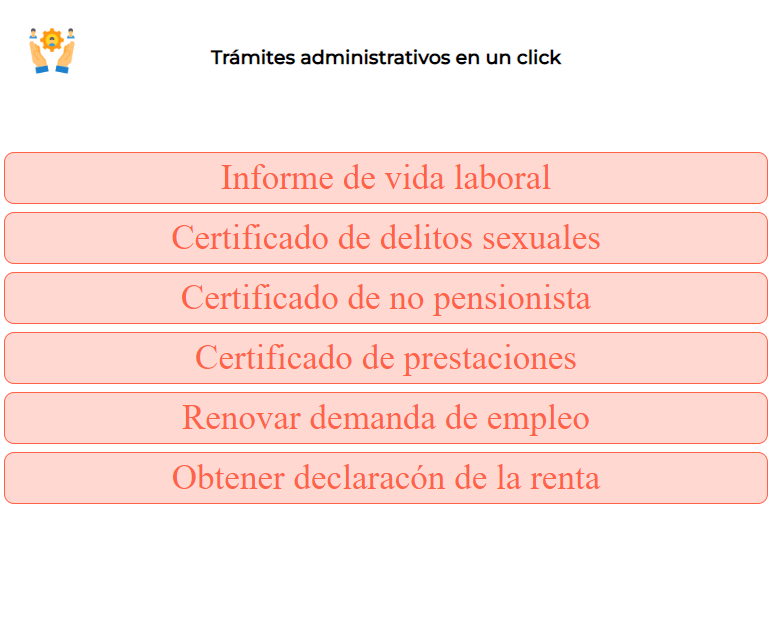 Trámites administrativos en un click
Informe de vida laboral
Certificado de delitos sexuales
Certificado de no pensionista
Certificado de prestaciones
Renovar demanda de empleo
Obtener declaracón de la renta